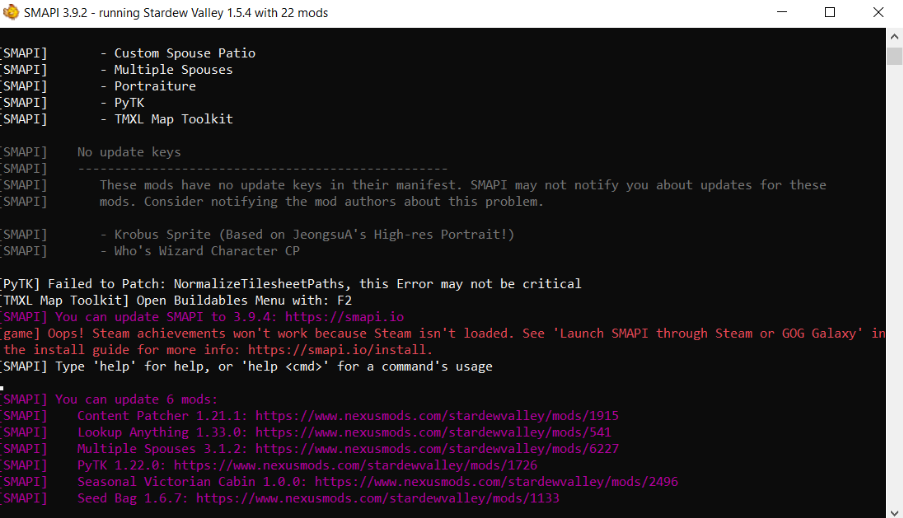 SMAPI 3.9.2 - running Stardew Valley 1.5.4 with 22 mods
[SMAPI] - Custom Spouse Patio
[SMAPI] - Multiple Spouses
[SMAPI] - Portraiture
[SMAPI] - PyTK
[SMAPI] - TMXL Map Toolkit
[SMAPI] No update keys
[SMAPI] --------------------------------------------------
[SMAPI] These mods have no update keys in their manifest. SMAPI may not notify you about updates for these
[SMAPI] mods. Consider notifying the mod authors about this problem.
[SMAPI] - Krobus Sprite (Based on JeongsuA's High-res Portrait!)
[SMAPI] - Who's Wizard Character CP
[PyTK] Failed to Patch: NormalizeTilesheetPaths, this Error may not be critical
[TMXL Map Toolkit] Open Buildables Menu with: F2
[SMAPI] You can update SMAPI to 3.9.4: https://smapi.io
[game] Oops! Steam achievements won't work because Steam isn't loaded. See 'Launch SMAPI through Steam or GOG Galaxy' in
the install guide for more info: https://smapi.io/install.
[SMAPI] Type 'help' for help, or 'help <cmd>' for a command's usage
[SMAPI] You can update 6 mods:
[SMAPI] Content Patcher 1.21.1: https://www.nexusmods.com/stardewvalley/mods/1915
[SMAPI] Lookup Anything 1.33.0: https://www.nexusmods.com/stardewvalley/mods/541
[SMAPI] Multiple Spouses 3.1.2: https://www.nexusmods.com/stardewvalley/mods/6227
[SMAPI] PyTK 1.22.0: https://www.nexusmods.com/stardewvalley/mods/1726
[SMAPI] Seasonal Victorian Cabin 1.0.0: https://www.nexusmods.com/stardewvalley/mods/2496
[SMAPI] Seed Bag 1.6.7: https://www.nexusmods.com/stardewvalley/mods/1133